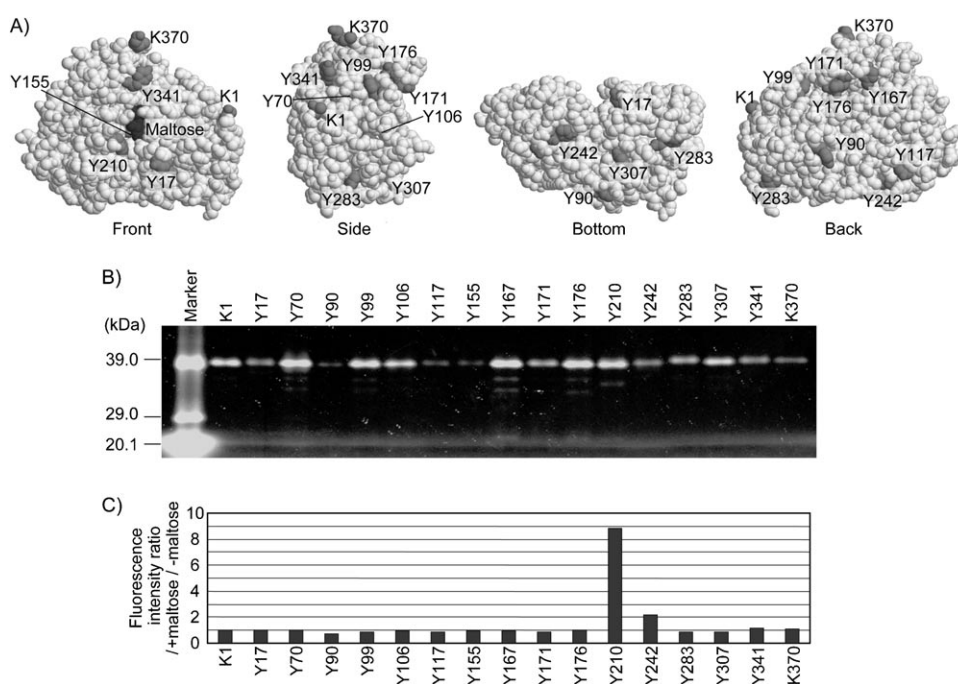 A)
K370
Y155
Y341
K1
Maltose
Y210
Y17
Front
K370
Y176
Y99
Y341
Y70
Y171
K1
Y106
Y283
Y307
Side
Y17
Y242
Y283
Y307
Y90
Bottom
K370
Y171
Y99
K1
Y176
Y167
Y90
Y117
Y283
Y242
Back
B)
Marker K1 Y17 Y70 Y90 Y99 Y106 Y117 Y155 Y167 Y171 Y176 Y210 Y242 Y283 Y307 Y341 K370
(kDa)
39.0
29.0
20.1
C)
Fluorescence
intensity ratio
/+maltose / -maltose
10
8
6
4
2
0
K1 Y17 Y70 Y90 Y99 Y106 Y117 Y155 Y167 Y171 Y176 Y210 Y242 Y283 Y307 Y341 K370